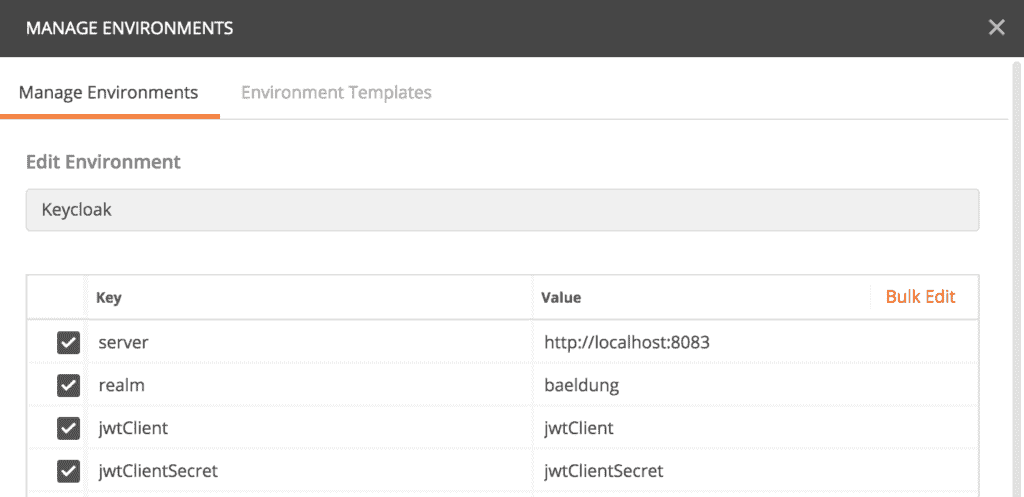 MANAGE ENVIRONMENTS
Manage Environments Environment Templates
Edit Environment
Keycloak
Key Value Bulk Edit
server http://localhost:8083
realm baeldung
jwtClient jwtClient
jwtClientSecret jwtClientSecret